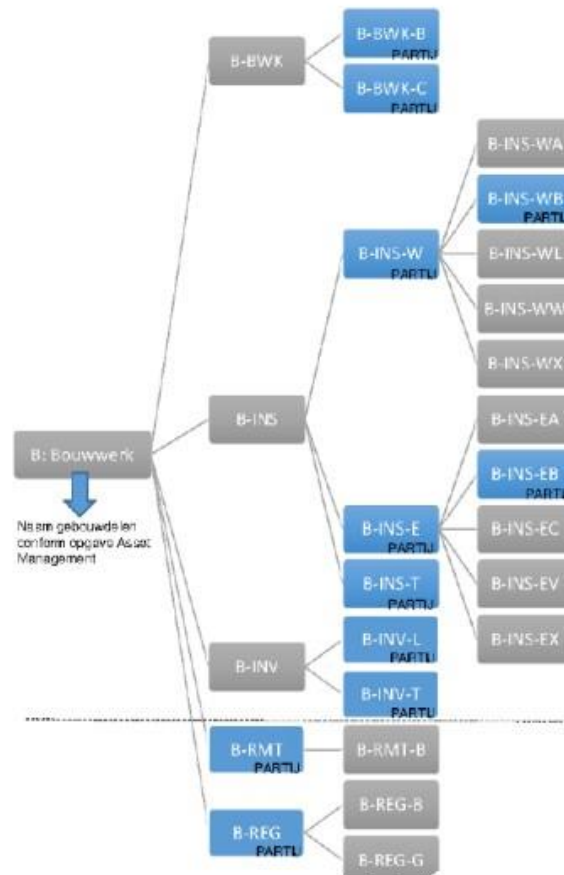 B-BWK-B
PARTIJ
B-BWK
B-BWK-C
PARTIJ
B-INS-WA
B-INS-WB
PARTIJ
B-INS-W
PARTIJ
B-INS-WL
B-INS-WW
B-INS-WX
B-INS
B-INS-EA
B: Bouwwerk
B-INS-EB
PARTIJ
Naam gebouwdelen
conform opgave Asset
Management
B-INS-E
PARTIJ
B-INS-EC
B-INS-T
PARTIJ
B-INS-EV
B-INV-L
PARTIJ
B-INS-EX
B-INV
B-INV-T
PARTIJ
B-RMT
PARTIJ
B-RMT-B
B-REG-B
B-REG
PARTIJ
B-REG-G